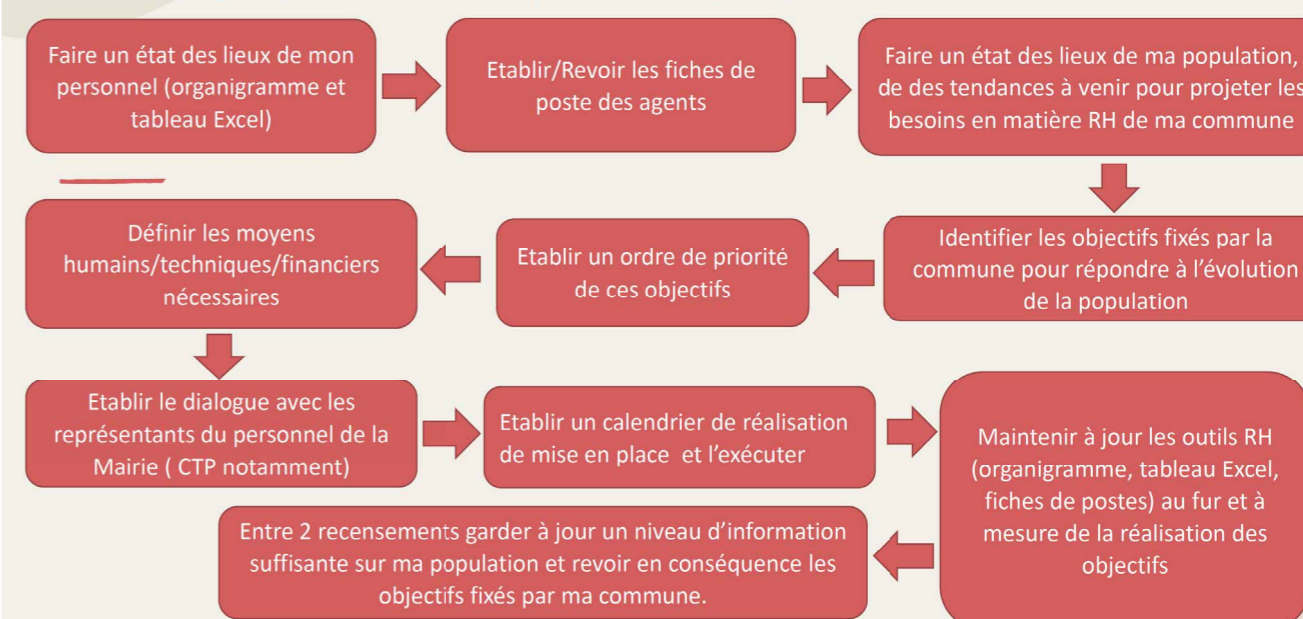 Faire un état des lieux de mon
personnel (organigramme et
tableau Excel)
Etablir/Revoir les fiches de
poste des agents
Faire un état des lieux de ma population,
de des tendances à venir pour projeter les
besoins en matière RH de ma commune
Identifier les objectifs fixés par la
commune pour répondre à l'évolution
de la population
Etablir un ordre de priorité
de ces objectifs
Définir les moyens
humains/techniques/financiers
nécessaires
Etablir le dialogue avec les
représentants du personnel de la
Mairie ( CTP notamment)
Etablir un calendrier de réalisation
de mise en place et l'exécuter
Maintenir à jour les outils RH
(organigramme, tableau Excel,
fiches de postes) au fur et à
mesure de la réalisation des
objectifs
Entre 2 recensements garder à jour un niveau d'information
suffisante sur ma population et revoir en conséquence les
objectifs fixés par ma commune.